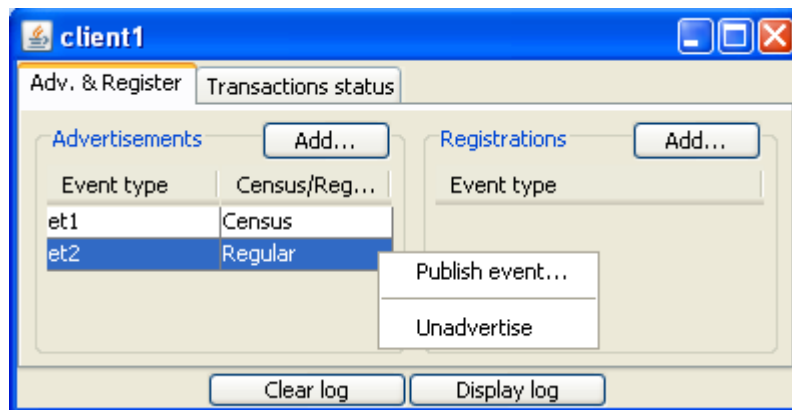 client1
Adv. & Register Transactions status
Advertisements Add... Registrations Add...
Event type Census/Reg... Event type
et1 Census
et2 Regular
Publish event...
Unadvertise
Clear log Display log